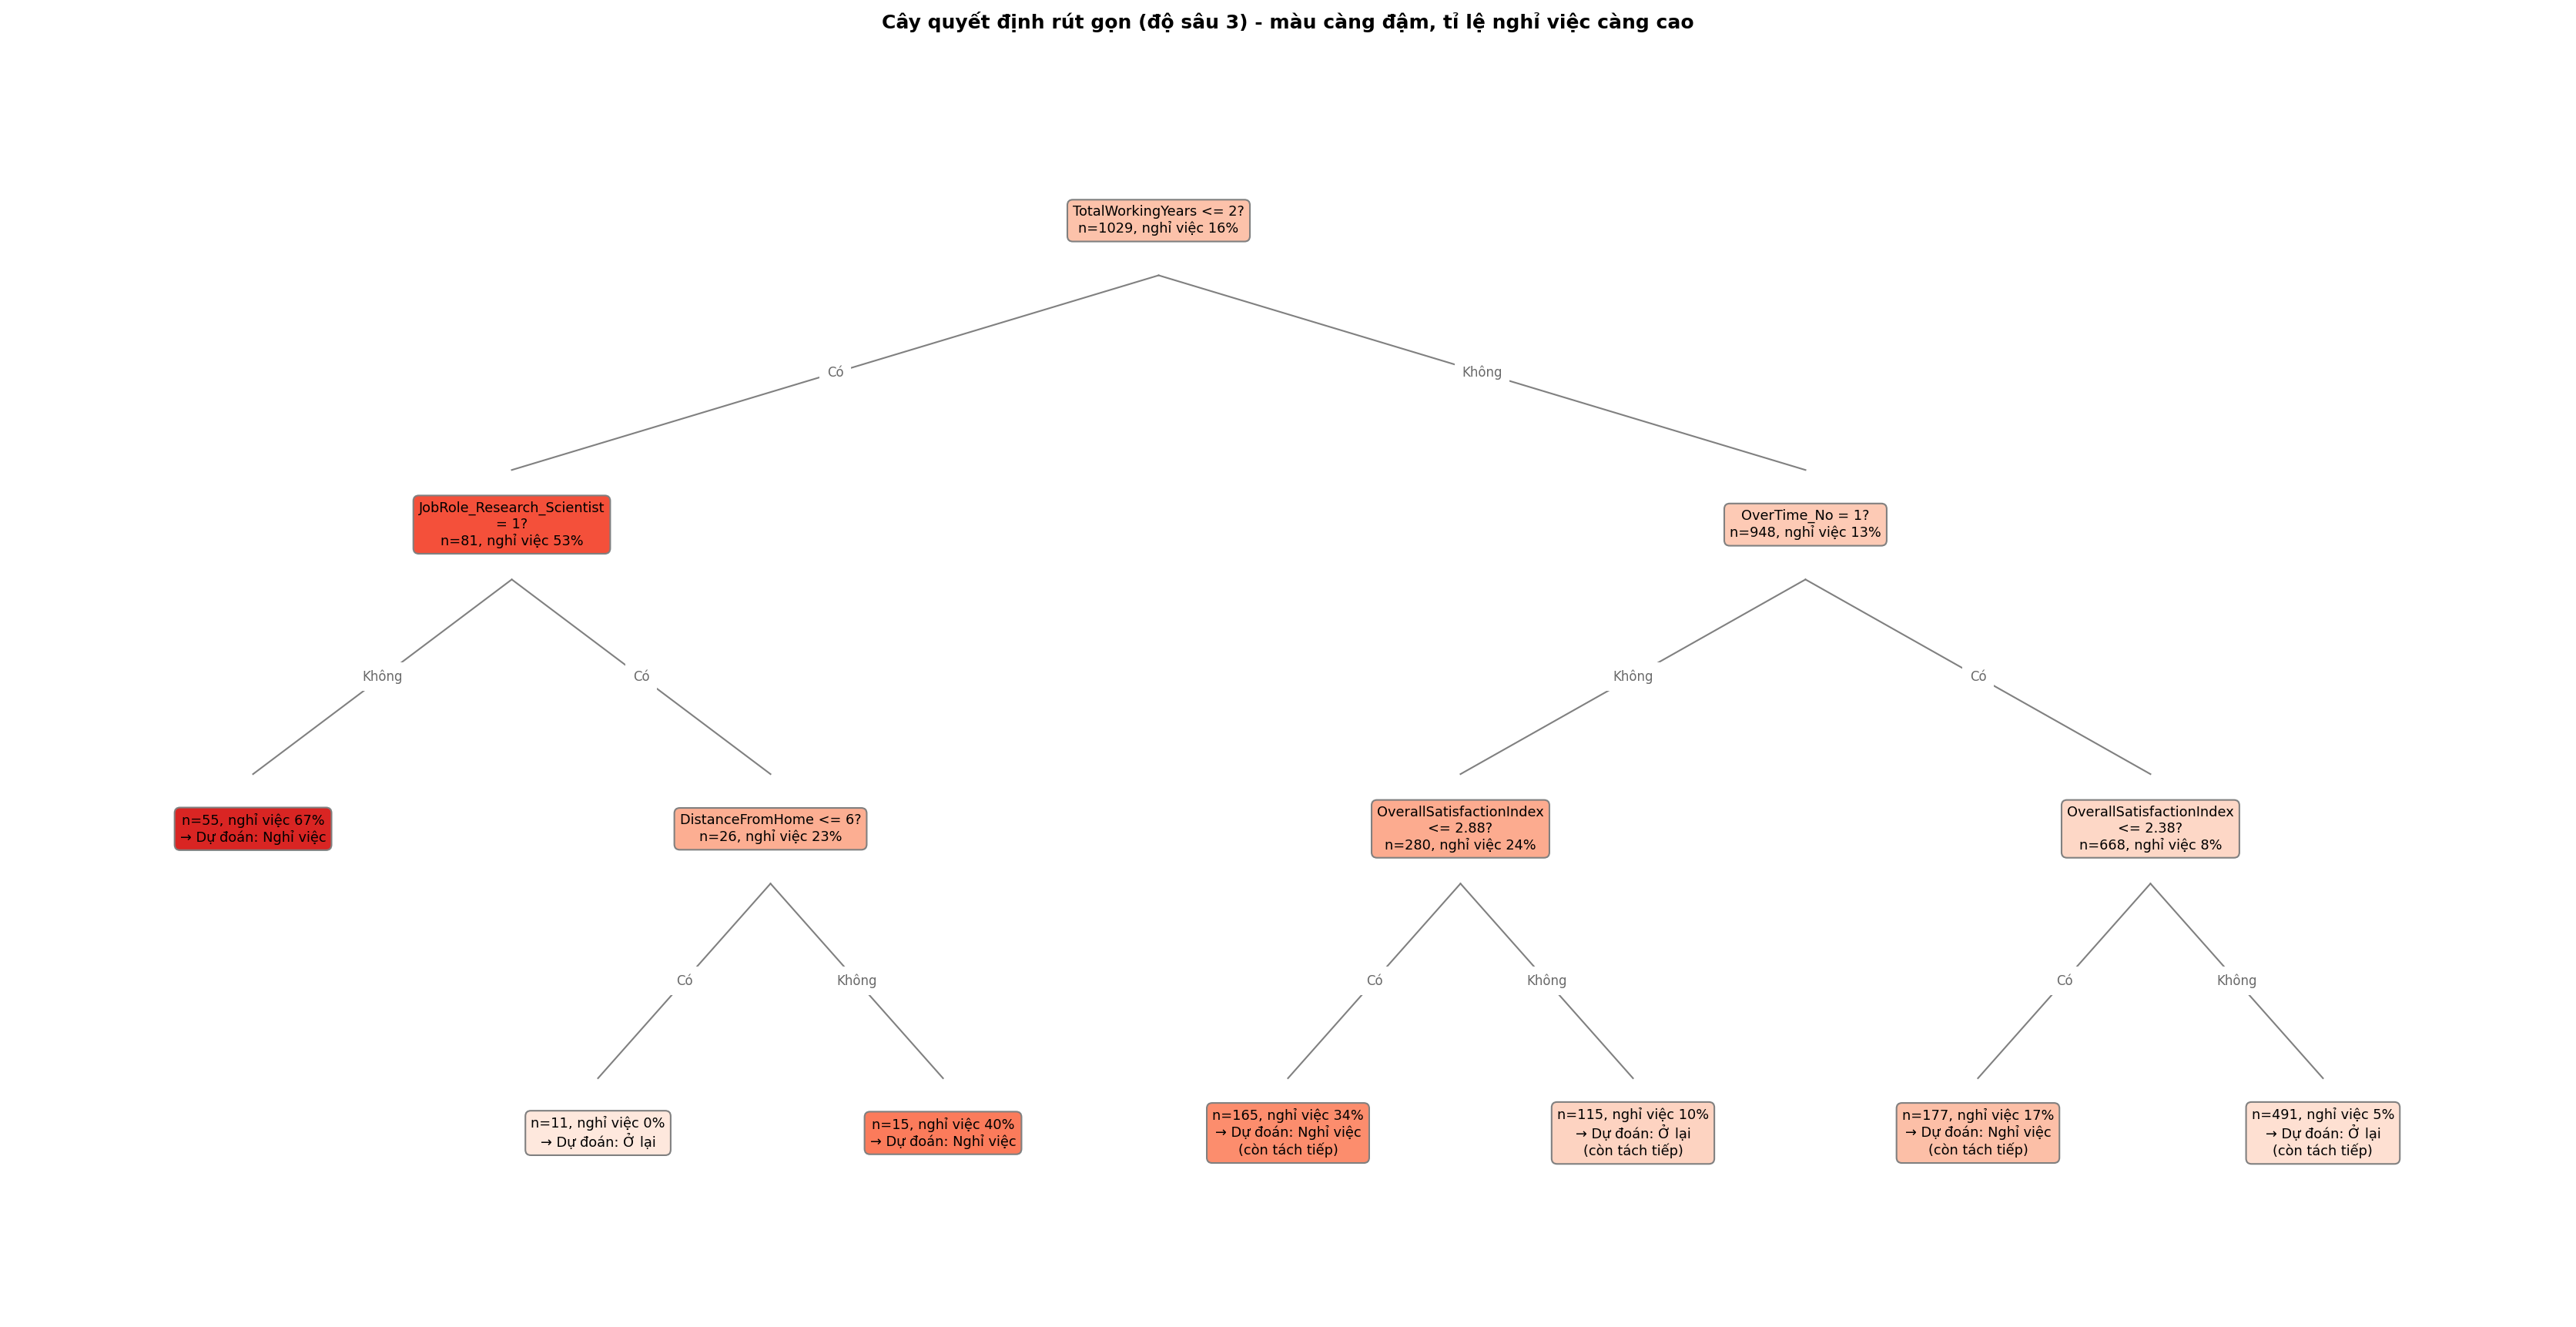 Cây quyết định rút gọn (độ sâu 3) - màu càng đậm, tỉ lệ nghỉ việc càng cao
TotalWorkingYears <= 2?
n=1029, nghỉ việc 16%
Có
Không
JobRole_Research_Scientist
= 1?
n=81, nghỉ việc 53%
OverTime_No = 1?
n=948, nghỉ việc 13%
Không
Có
Không
Có
n=55, nghỉ việc 67%
→ Dự đoán: Nghỉ việc
DistanceFromHome <= 6?
n=26, nghỉ việc 23%
OverallSatisfactionIndex
<= 2.88?
n=280, nghỉ việc 24%
OverallSatisfactionIndex
<= 2.38?
n=668, nghỉ việc 8%
Có
Không
Có
Không
Có
Không
n=11, nghỉ việc 0%
→ Dự đoán: Ở lại
n=15, nghỉ việc 40%
→ Dự đoán: Nghỉ việc
n=165, nghỉ việc 34%
→ Dự đoán: Nghỉ việc
(còn tách tiếp)
n=115, nghỉ việc 10%
→ Dự đoán: Ở lại
(còn tách tiếp)
n=177, nghỉ việc 17%
→ Dự đoán: Nghỉ việc
(còn tách tiếp)
n=491, nghỉ việc 5%
→ Dự đoán: Ở lại
(còn tách tiếp)